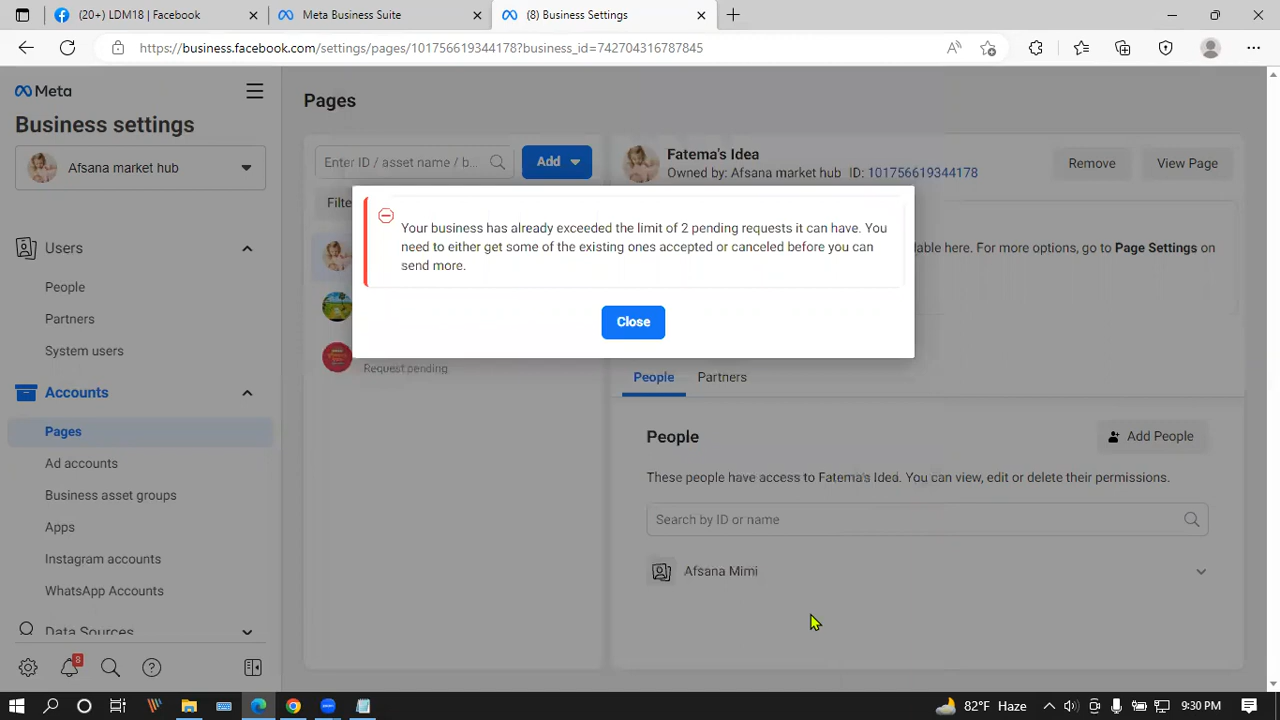 (20+) LDM18 | Facebook
Meta Business Suite
(8) Business Settings
https://business.facebook.com/settings/pages/101756619344178?business_id=742704316787845
Meta
Business settings
Afsana market hub
Users
People
Partners
System users
Accounts
Pages
Ad accounts
Business asset groups
Apps
Instagram accounts
WhatsApp Accounts
Data Sources
8
Pages
Enter ID / asset name / b...
Add
Filte
Request pending
Fatema's Idea
Owned by: Afsana market hub ID: 101756619344178
Remove
View Page
lable here. For more options, go to Page Settings on
Your business has already exceeded the limit of 2 pending requests it can have. You
need to either get some of the existing ones accepted or canceled before you can
send more.
Close
People
Partners
People
Add People
These people have access to Fatema's Idea. You can view, edit or delete their permissions.
Search by ID or name
Afsana Mimi
82°F Haze
9:30 PM